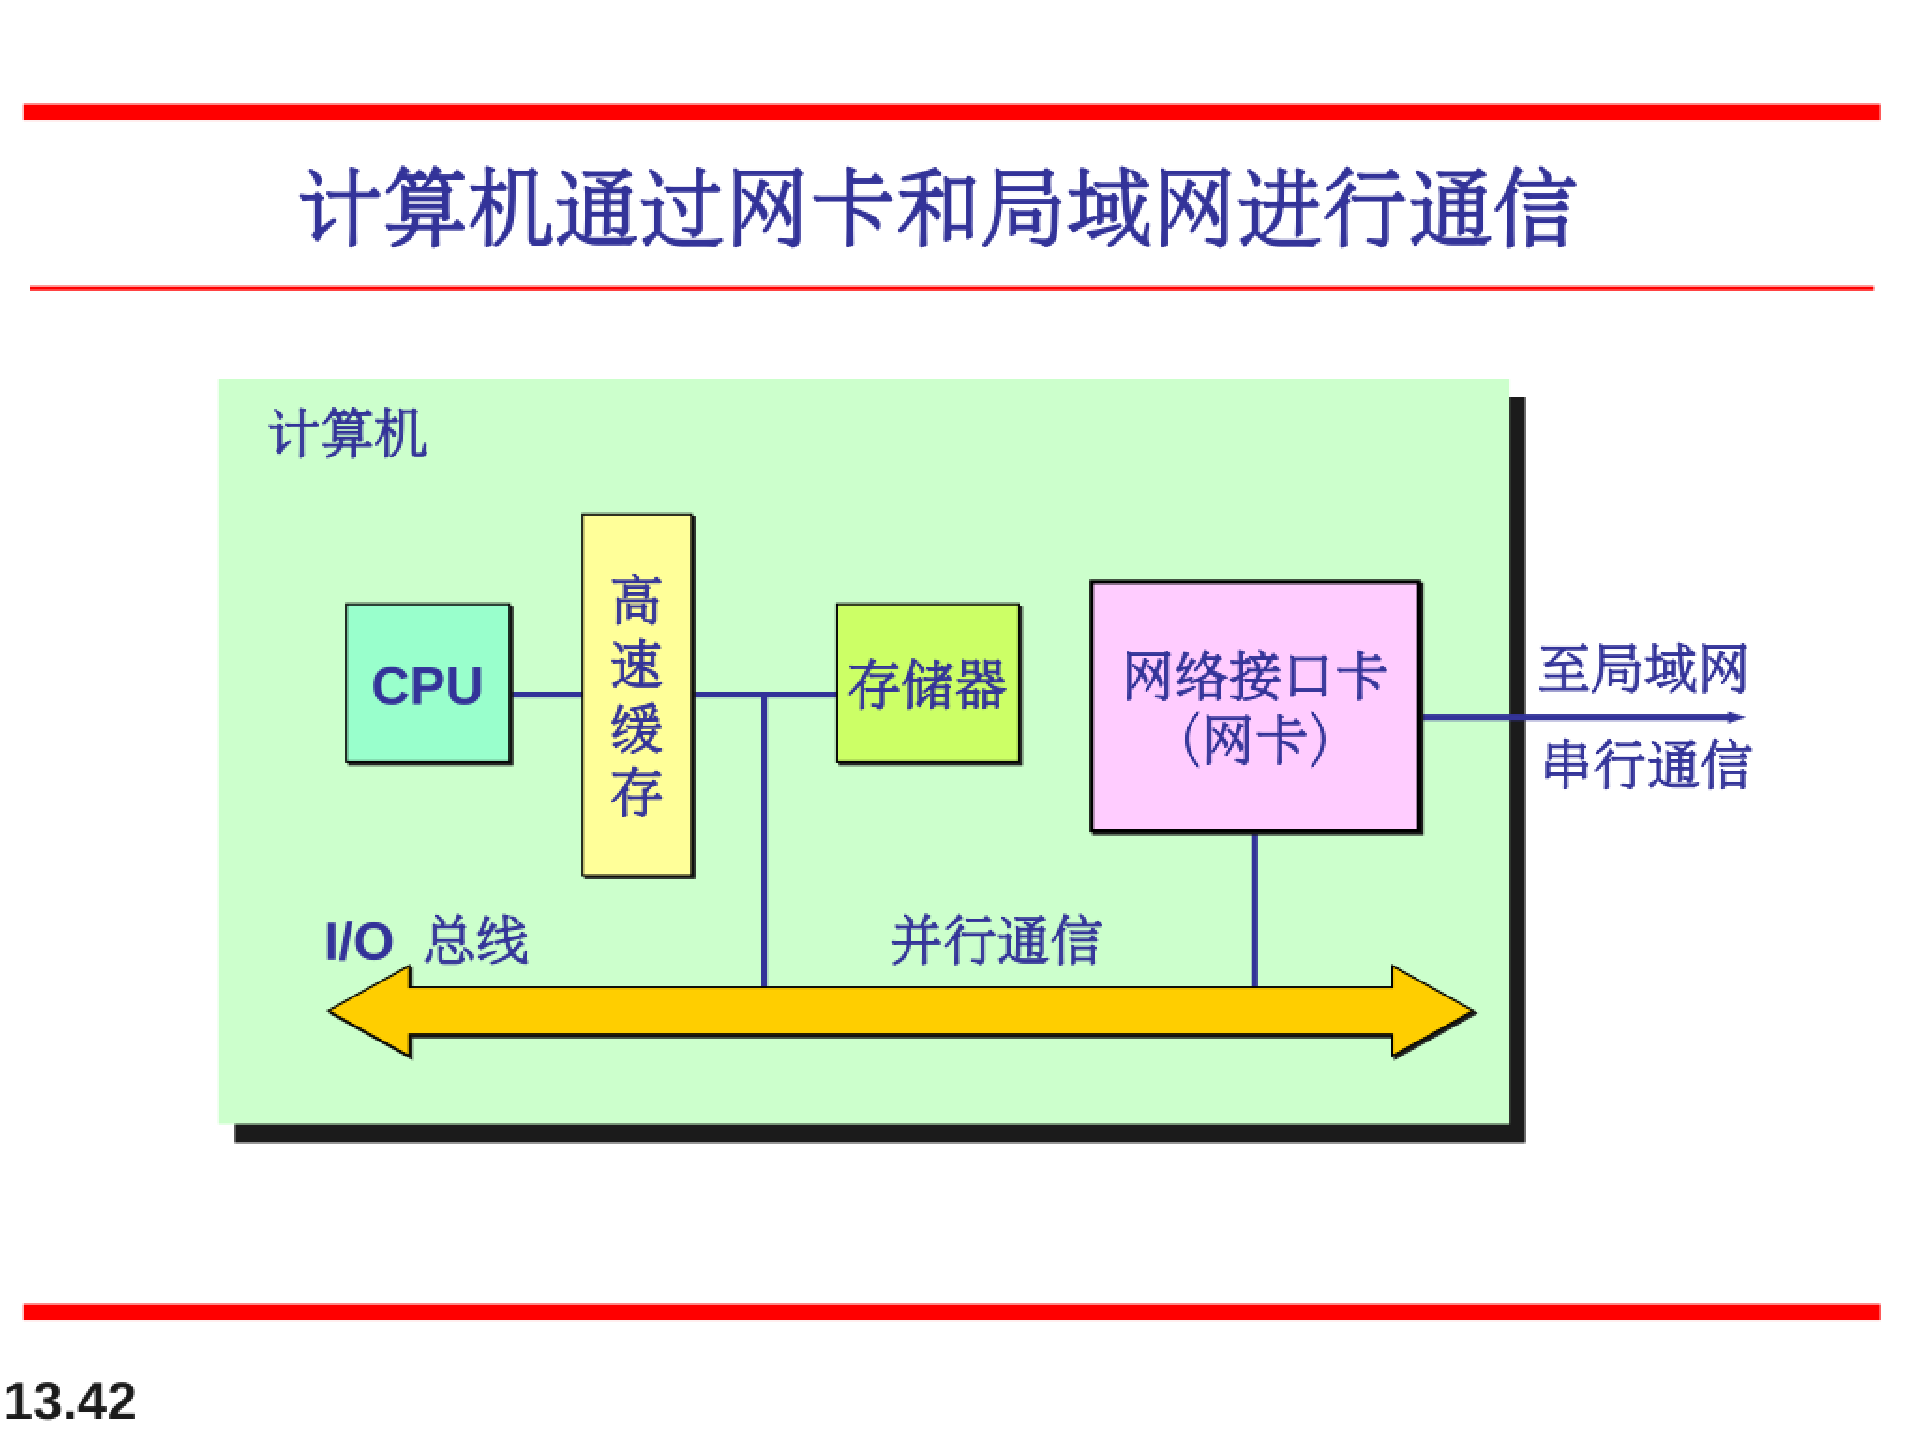 计算机通过网卡和局域网进行通信
计算机
高
速
缓
存
CPU
存储器
网络接口卡
（网卡）
至局域网
串行通信
I/O 总线
并行通信
13.42